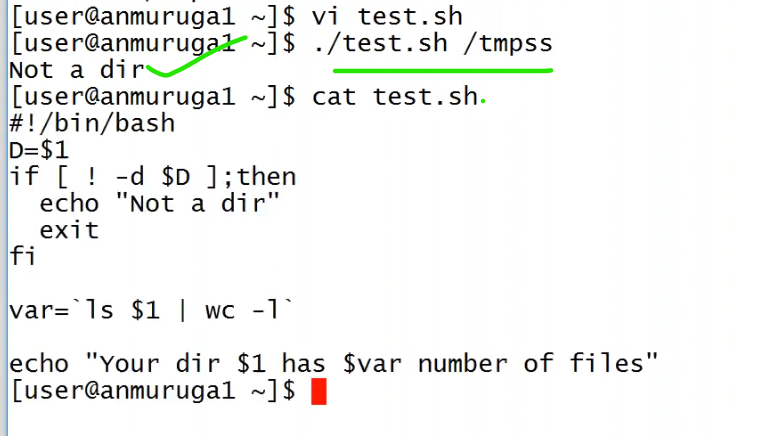 [user@anmuruga1 ~]$ vi test.sh
[user@anmuruga1 ~]$ ./test.sh /tmpss
Not a dir
[user@anmuruga1 ~]$ cat test.sh
#!/bin/bash
D=$1
if [ ! -d $D ];then
  echo "Not a dir"
  exit
fi

var=`ls $1 | wc -l`

echo "Your dir $1 has $var number of files"
[user@anmuruga1 ~]$